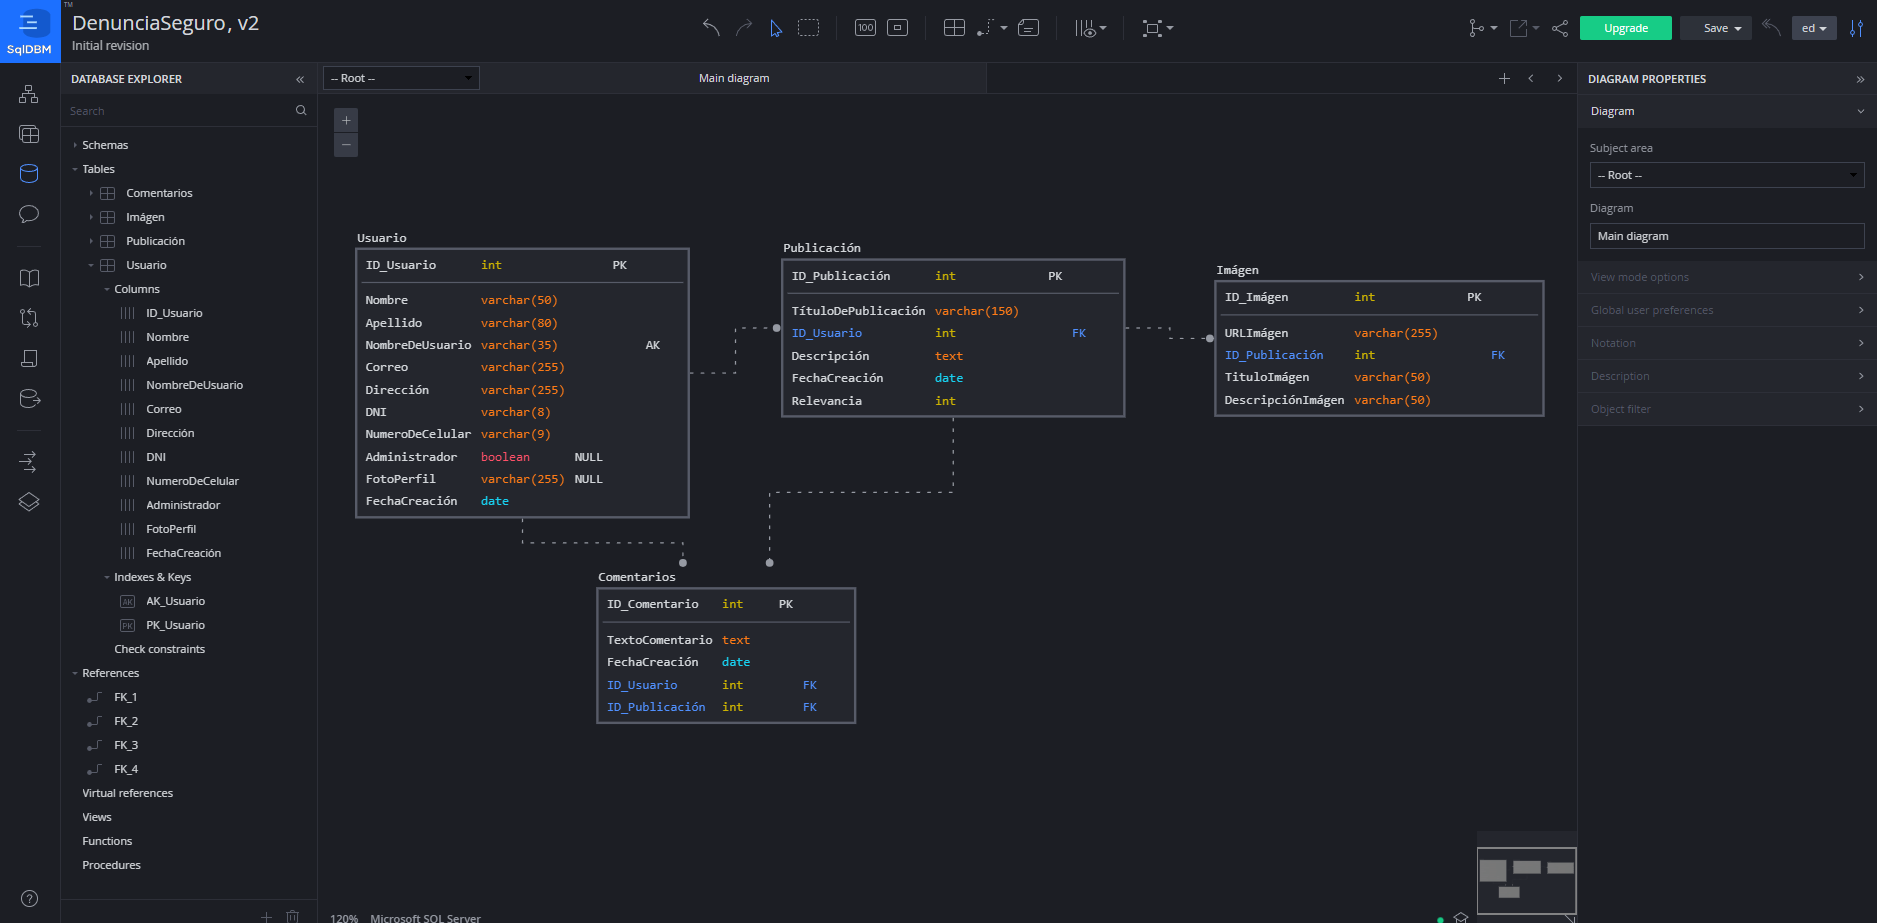 TM
SqlDBM
DenunciaSeguro, v2
Initial revision
100
Upgrade
Save
ed
DATABASE EXPLORER
«
Search
Schemas
Tables
Comentarios
Imágen
Publicación
Usuario
Columns
ID_Usuario
Nombre
Apellido
NombreDeUsuario
Correo
Dirección
DNI
NumeroDeCelular
Administrador
FotoPerfil
FechaCreación
Indexes & Keys
AK AK_Usuario
PK PK_Usuario
Check constraints
References
FK_1
FK_2
FK_3
FK_4
Virtual references
Views
Functions
Procedures
-- Root --
Main diagram
Usuario
ID_Usuario int PK
Nombre varchar(50)
Apellido varchar(80)
NombreDeUsuario varchar(35) AK
Correo varchar(255)
Dirección varchar(255)
DNI varchar(8)
NumeroDeCelular varchar(9)
Administrador boolean NULL
FotoPerfil varchar(255) NULL
FechaCreación date
Publicación
ID_Publicación int PK
TítuloDePublicación varchar(150)
ID_Usuario int FK
Descripción text
FechaCreación date
Relevancia int
Imágen
ID_Imágen int PK
URLImágen varchar(255)
ID_Publicación int FK
TituloImágen varchar(50)
DescripciónImágen varchar(50)
Comentarios
ID_Comentario int PK
TextoComentario text
FechaCreación date
ID_Usuario int FK
ID_Publicación int FK
120% Microsoft SQL Server
DIAGRAM PROPERTIES
»
Diagram
Subject area
-- Root --
Diagram
Main diagram
View mode options
Global user preferences
Notation
Description
Object filter